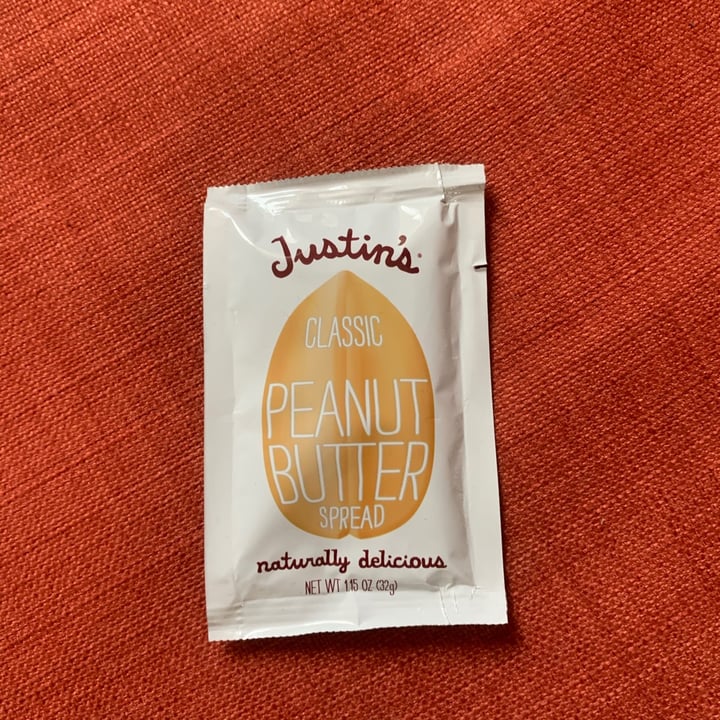 Justin's®
CLASSIC
PEANUT
BUTTER
SPREAD
naturally delicious
NET WT 1.15 OZ (32g)